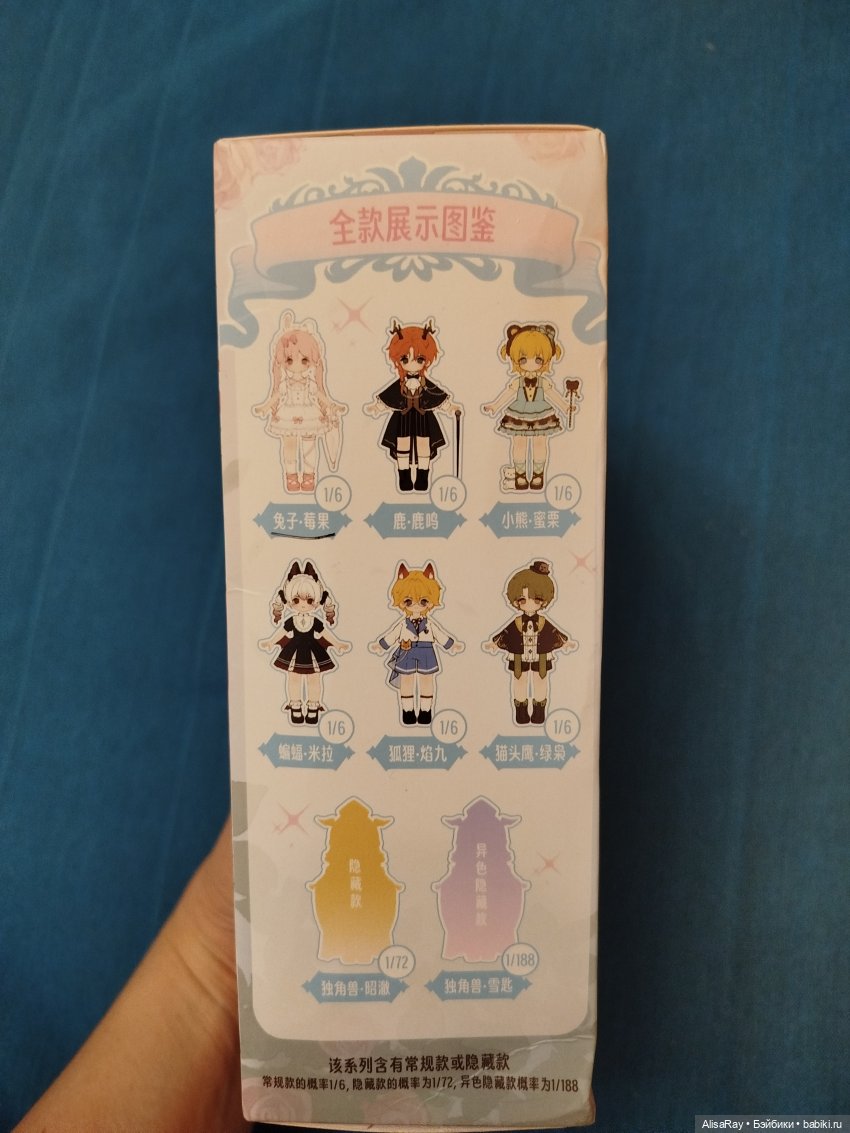 全款展示图鉴
1/6 1/6 1/6
兔子·莓果 鹿·鹿鸣 小熊·蜜栗
1/6 1/6 1/6
蝙蝠·米拉 狐狸·焰九 猫头鹰·绿枭
隐藏款 异色隐藏款
1/72 1/188
独角兽·昭澈 独角兽·雪匙
该系列含有常规款或隐藏款
常规款的概率1/6, 隐藏款的概率为1/72, 异色隐藏款概率为1/188
AlisaRay • Бэйбики • babiki.ru